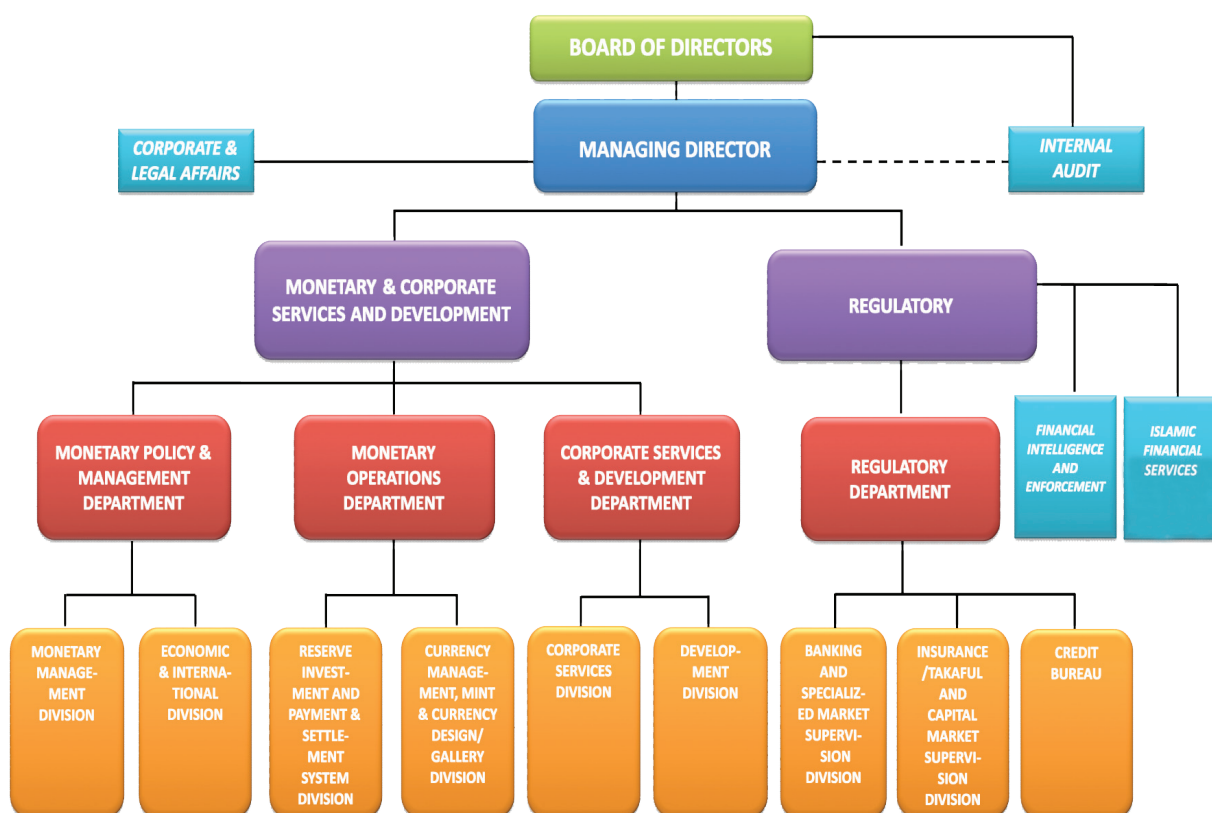 BOARD OF DIRECTORS
MANAGING DIRECTOR
CORPORATE &
LEGAL AFFAIRS
INTERNAL
AUDIT
MONETARY & CORPORATE
SERVICES AND DEVELOPMENT
REGULATORY
MONETARY POLICY &
MANAGEMENT
DEPARTMENT
MONETARY
OPERATIONS
DEPARTMENT
CORPORATE SERVICES
& DEVELOPMENT
DEPARTMENT
REGULATORY
DEPARTMENT
FINANCIAL
INTELLIGENCE
AND
ENFORCEMENT
ISLAMIC
FINANCIAL
SERVICES
MONETARY
MANAGE-
MENT
DIVISION
ECONOMIC
& INTERNA-
TIONAL
DIVISION
RESERVE
INVEST-
MENT AND
PAYMENT &
SETTLE-
MENT
SYSTEM
DIVISION
CURRENCY
MANAGE-
MENT, MINT
& CURRENCY
DESIGN/
GALLERY
DIVISION
CORPORATE
SERVICES
DIVISION
DEVELOP-
MENT
DIVISION
BANKING
AND
SPECIALIZ-
ED MARKET
SUPERVI-
SION
DIVISION
INSURANCE
/TAKAFUL
AND
CAPITAL
MARKET
SUPERVI-
SION
DIVISION
CREDIT
BUREAU